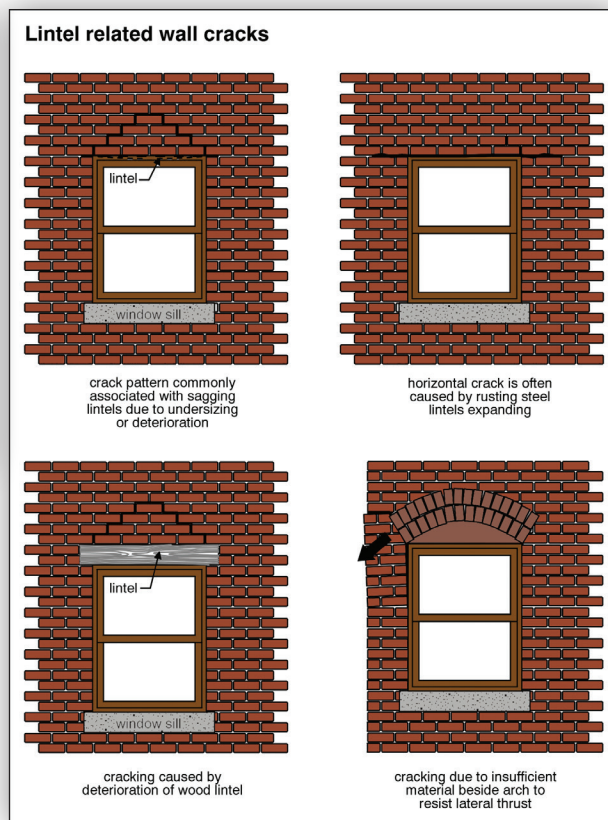 Lintel related wall cracks
lintel
window sill
crack pattern commonly
associated with sagging
lintels due to undersizing
or deterioration
horizontal crack is often
caused by rusting steel
lintels expanding
lintel
window sill
cracking caused by
deterioration of wood lintel
cracking due to insufficient
material beside arch to
resist lateral thrust